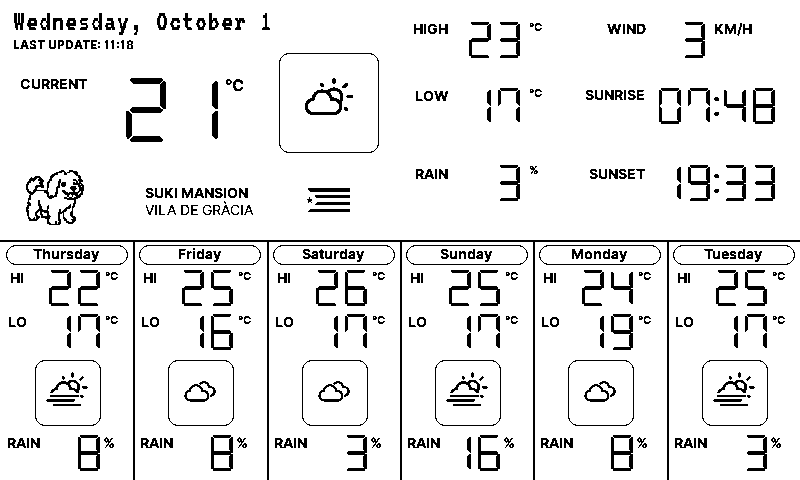 Wednesday, October 1
LAST UPDATE: 11:18
CURRENT 21 °C
SUKI MANSION
VILA DE GRÀCIA
HIGH 23 °C
LOW 17 °C
RAIN 3 %
WIND 3 KM/H
SUNRISE 07:48
SUNSET 19:33
Thursday
HI 22 °C
LO 17 °C
RAIN 8 %
Friday
HI 25 °C
LO 16 °C
RAIN 8 %
Saturday
HI 26 °C
LO 17 °C
RAIN 3 %
Sunday
HI 25 °C
LO 17 °C
RAIN 16 %
Monday
HI 24 °C
LO 19 °C
RAIN 8 %
Tuesday
HI 25 °C
LO 17 °C
RAIN 3 %